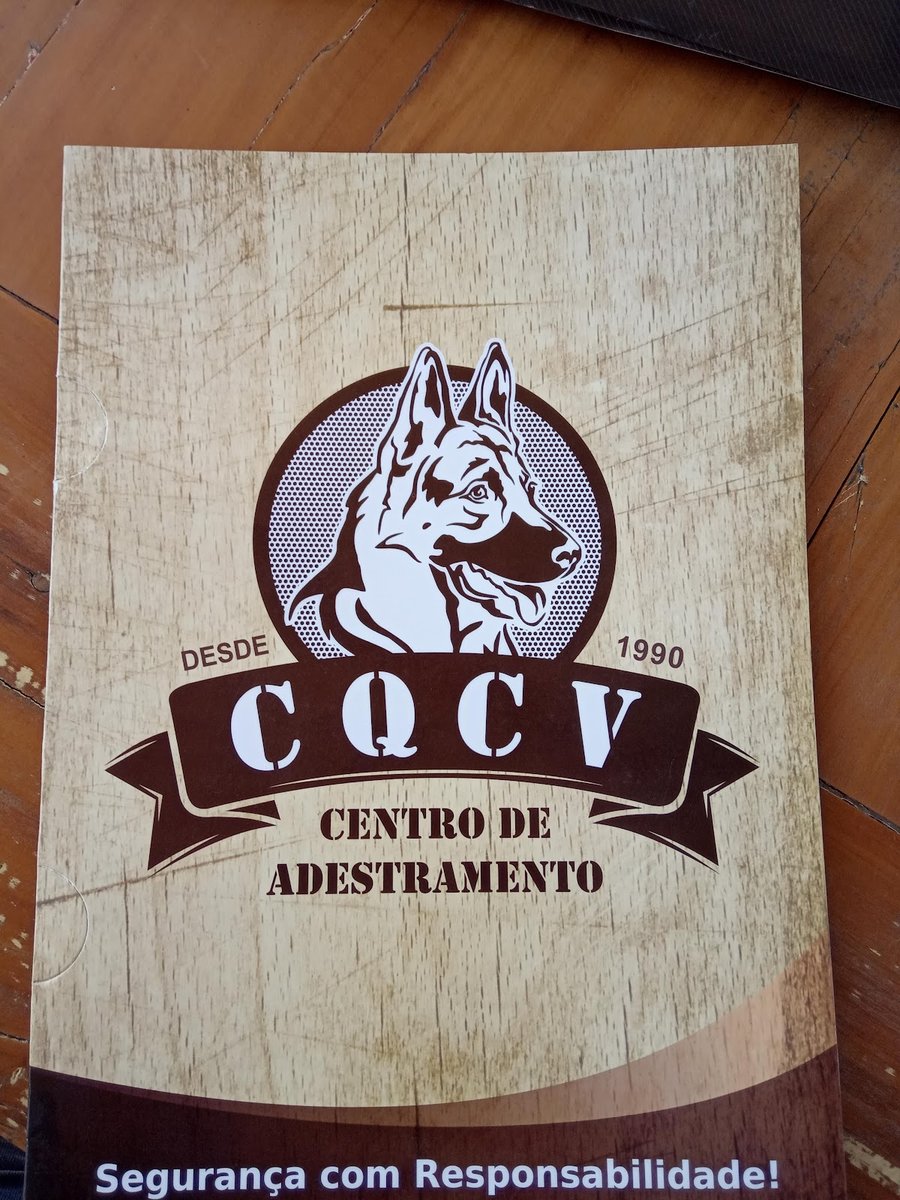 DESDE 1990
CQCV
CENTRO DE
ADESTRAMENTO
Segurança com Responsabilidade!